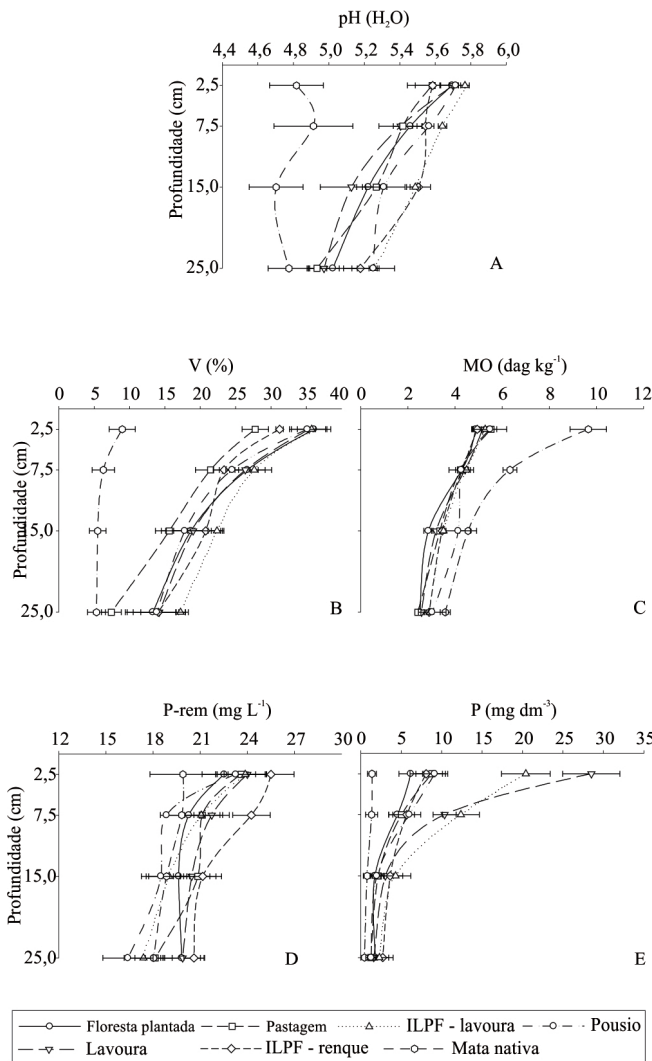 pH (H₂O)
4,4 4,6 4,8 5,0 5,2 5,4 5,6 5,8 6,0
Profundidade (cm)
2,5
7,5
15,0
25,0
A
V (%)
0 5 10 15 20 25 30 35 40
Profundidade (cm)
2,5
7,5
5,0
25,0
B
MO (dag kg⁻¹)
0 2 4 6 8 10 12
C
P-rem (mg L⁻¹)
12 15 18 21 24 27 30
Profundidade (cm)
2,5
7,5
15,0
25,0
D
P (mg dm⁻³)
0 5 10 15 20 25 30 35
E
Floresta plantada Pastagem ILPF - lavoura Pousio
Lavoura ILPF - renque Mata nativa